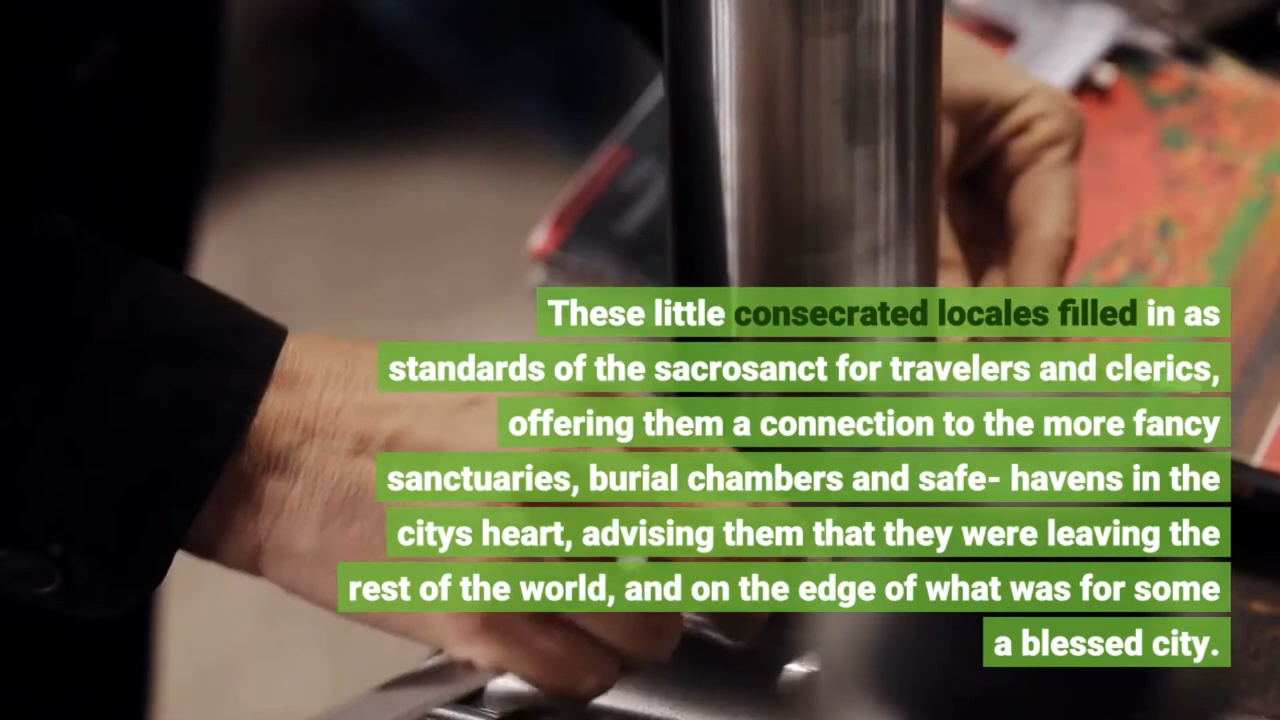 These little consecrated locales filled in as
standards of the sacrosanct for travelers and clerics,
offering them a connection to the more fancy
sanctuaries, burial chambers and safe- havens in the
citys heart, advising them that they were leaving the
rest of the world, and on the edge of what was for some
a blessed city.